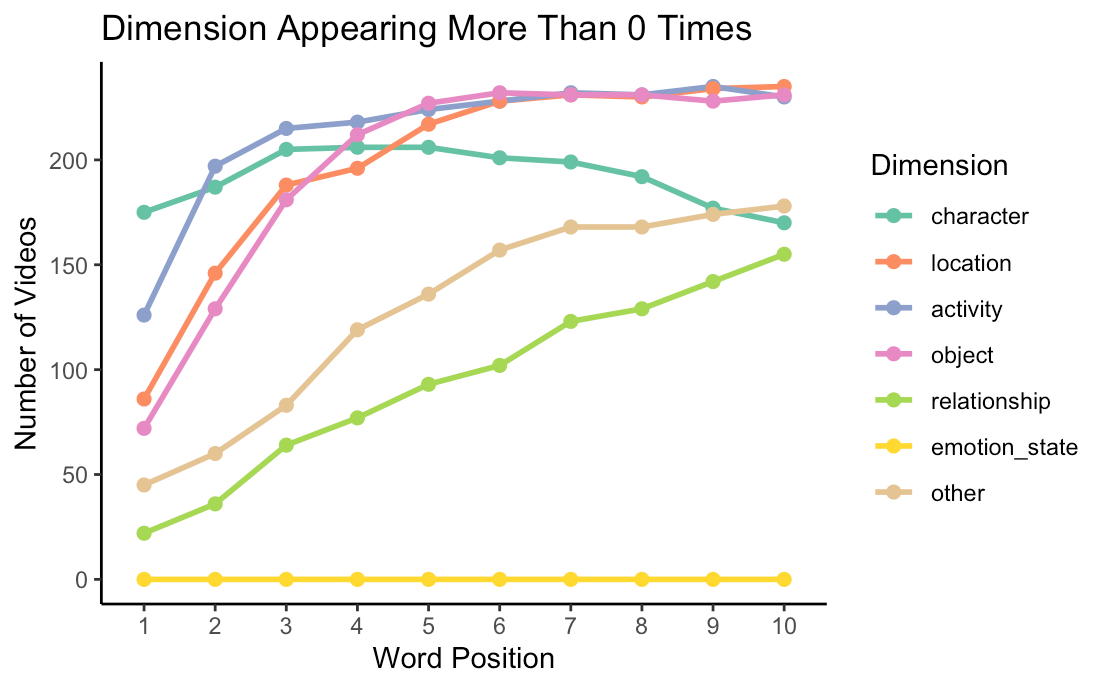 Dimension Appearing More Than 0 Times
Number of Videos
200
150
100
50
0
1 2 3 4 5 6 7 8 9 10
Word Position
Dimension
character
location
activity
object
relationship
emotion_state
other